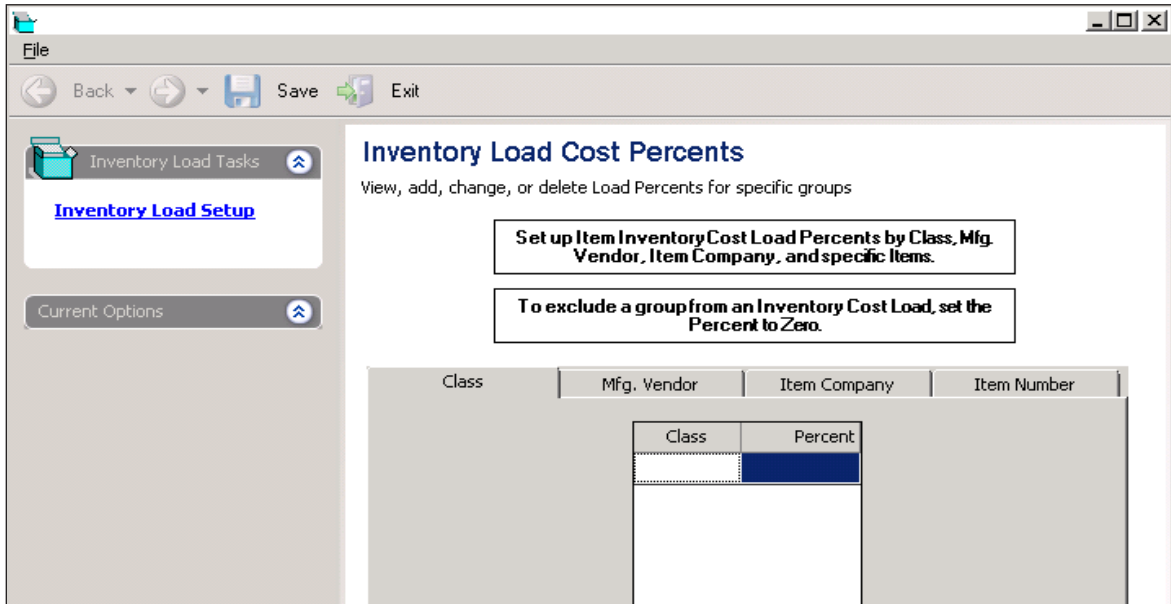 File
Back
Save
Exit
Inventory Load Tasks
Inventory Load Setup
Current Options
Inventory Load Cost Percents
View, add, change, or delete Load Percents for specific groups
Set up Item Inventory Cost Load Percents by Class, Mfg.
Vendor, Item Company, and specific Items.
To exclude a group from an Inventory Cost Load, set the
Percent to Zero.
Class
Mfg. Vendor
Item Company
Item Number
Class
Percent